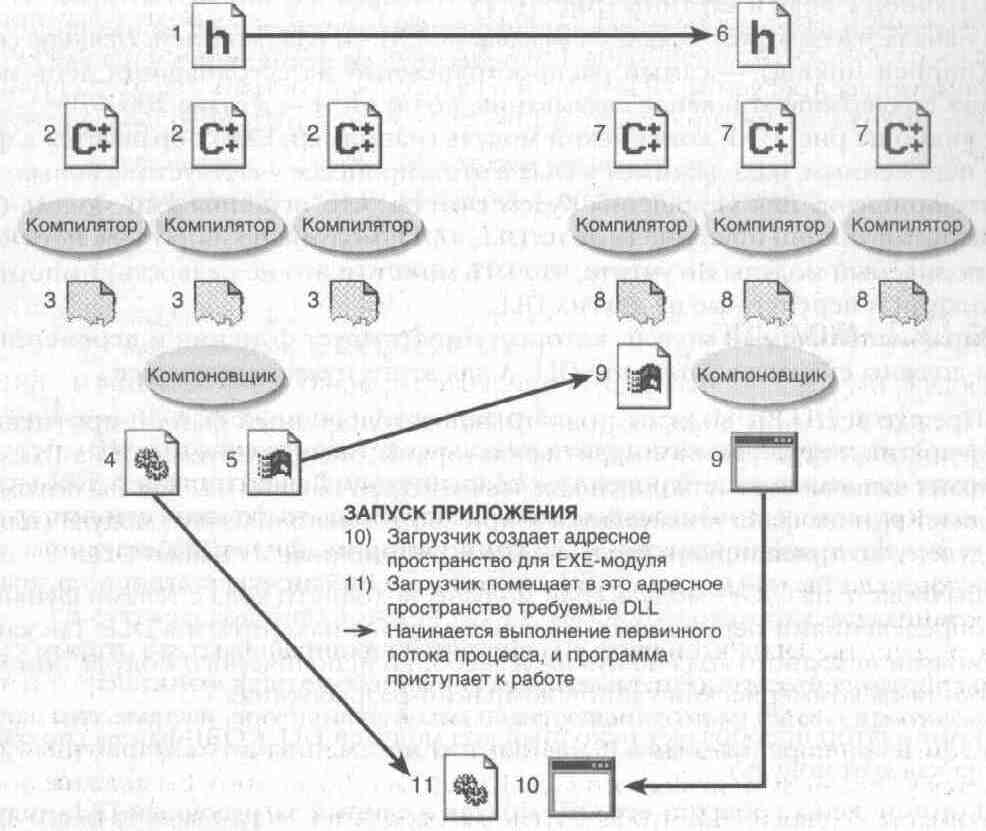 1 h 6 h
2 C++ 2 C++ 2 C++ 7 C++ 7 C++ 7 C++
Компилятор Компилятор Компилятор Компилятор Компилятор Компилятор
3 3 3 8 8 8
Компоновщик 9 Компоновщик
4 5 9
ЗАПУСК ПРИЛОЖЕНИЯ
10) Загрузчик создает адресное
пространство для EXE-модуля
11) Загрузчик помещает в это адресное
пространство требуемые DLL
→ Начинается выполнение первичного
потока процесса, и программа
приступает к работе
11 10